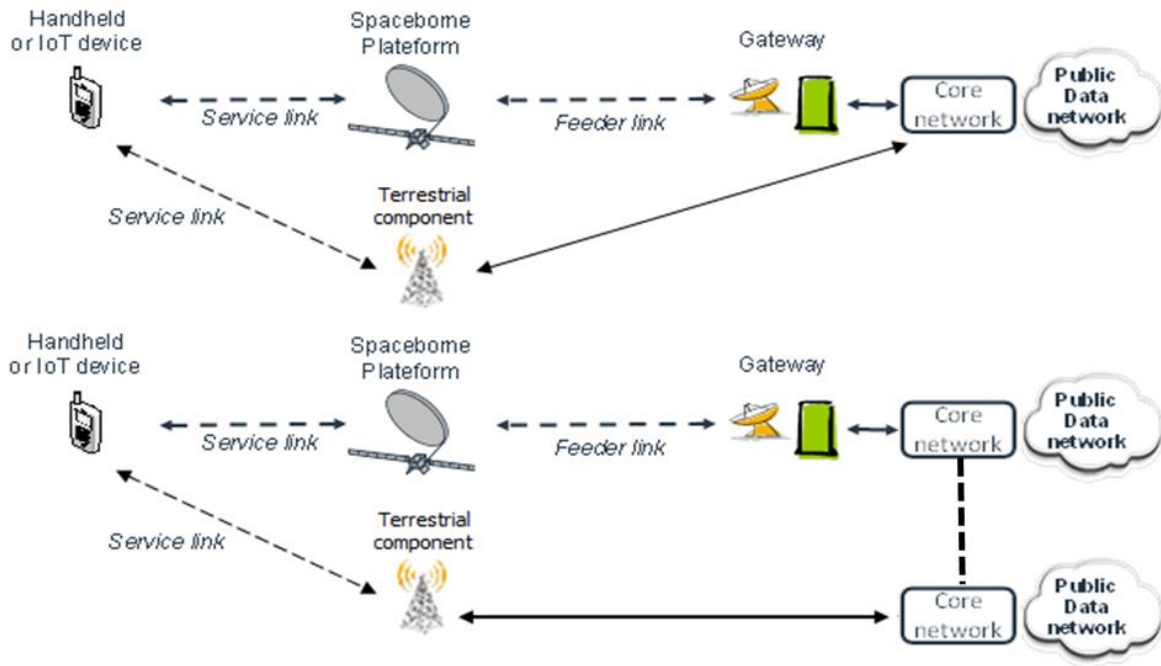 Handheld
or IoT device
Spaceborne
Plateform
Gateway
Service link
Feeder link
Core
network
Public
Data
network
Service link
Terrestrial
component
Handheld
or IoT device
Spaceborne
Plateform
Gateway
Service link
Feeder link
Core
network
Public
Data
network
Service link
Terrestrial
component
Core
network
Public
Data
network